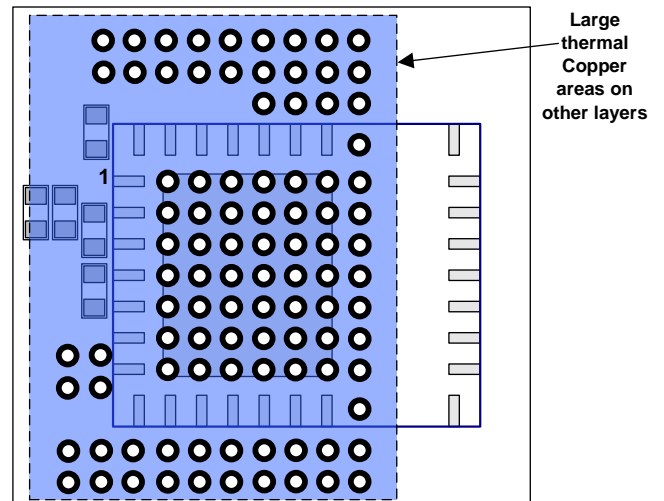 Large
thermal
Copper
areas on
other layers
1